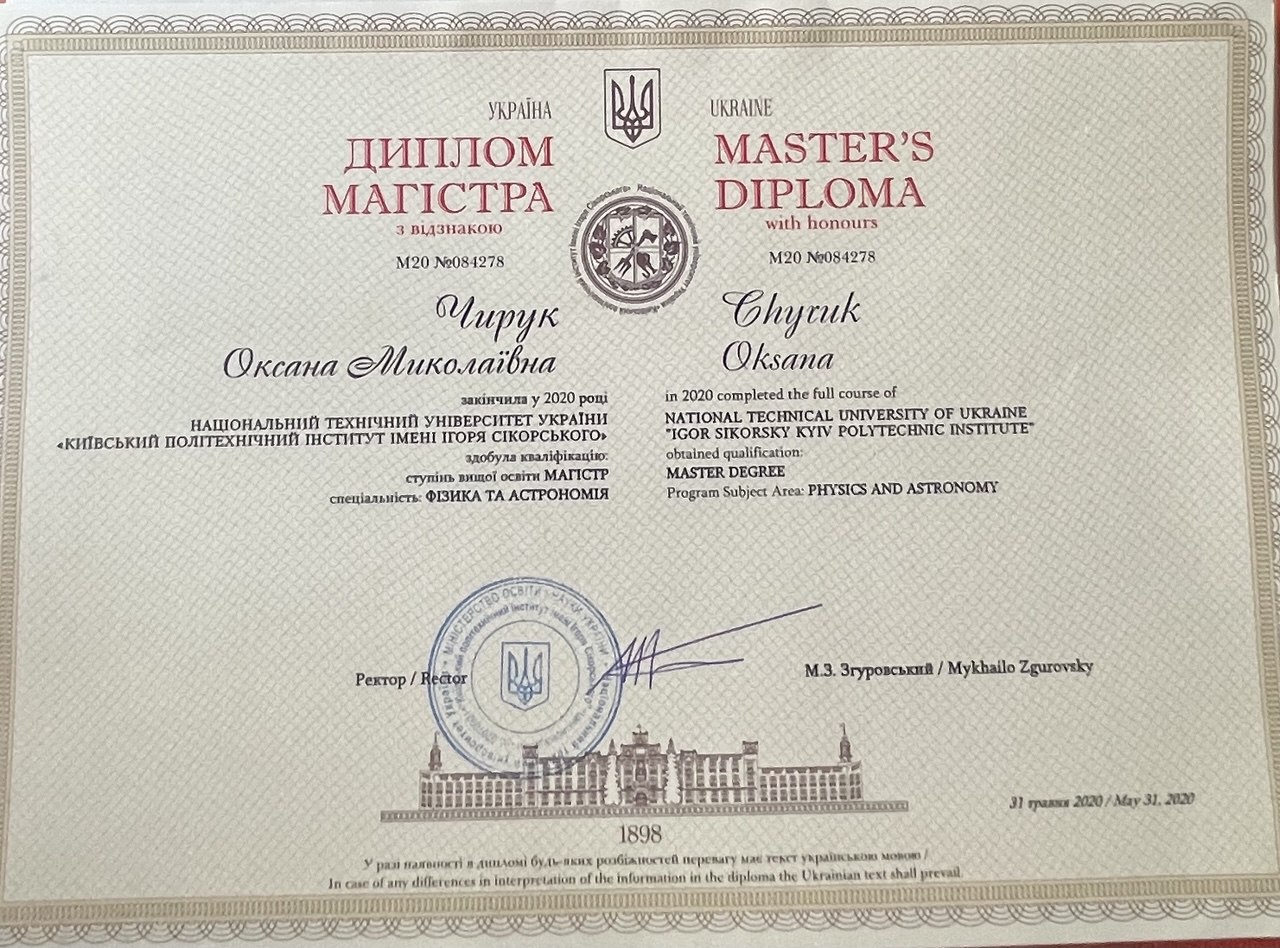 УКРАЇНА
ДИПЛОМ
МАГІСТРА
з відзнакою
М20 №084278
Чирук
Оксана Миколаївна
закінчила у 2020 році
НАЦІОНАЛЬНИЙ ТЕХНІЧНИЙ УНІВЕРСИТЕТ УКРАЇНИ
«КИЇВСЬКИЙ ПОЛІТЕХНІЧНИЙ ІНСТИТУТ ІМЕНІ ІГОРЯ СІКОРСЬКОГО»
здобула кваліфікацію:
ступінь вищої освіти МАГІСТР
спеціальність: ФІЗИКА ТА АСТРОНОМІЯ
UKRAINE
MASTER'S
DIPLOMA
with honours
M20 №084278
Chyruk
Oksana
in 2020 completed the full course of
NATIONAL TECHNICAL UNIVERSITY OF UKRAINE
"IGOR SIKORSKY KYIV POLYTECHNIC INSTITUTE"
obtained qualification:
MASTER DEGREE
Program Subject Area: PHYSICS AND ASTRONOMY
Ректор / Rector
МІНІСТЕРСТВО ОСВІТИ І НАУКИ УКРАЇНИ
М.З. Згуровський / Mykhailo Zgurovsky
31 травня 2020 / May 31, 2020
1898
У разі наявності в дипломі будь-яких розбіжностей перевагу має текст українською мовою /
In case of any differences in interpretation of the information in the diploma the Ukrainian text shall prevail.